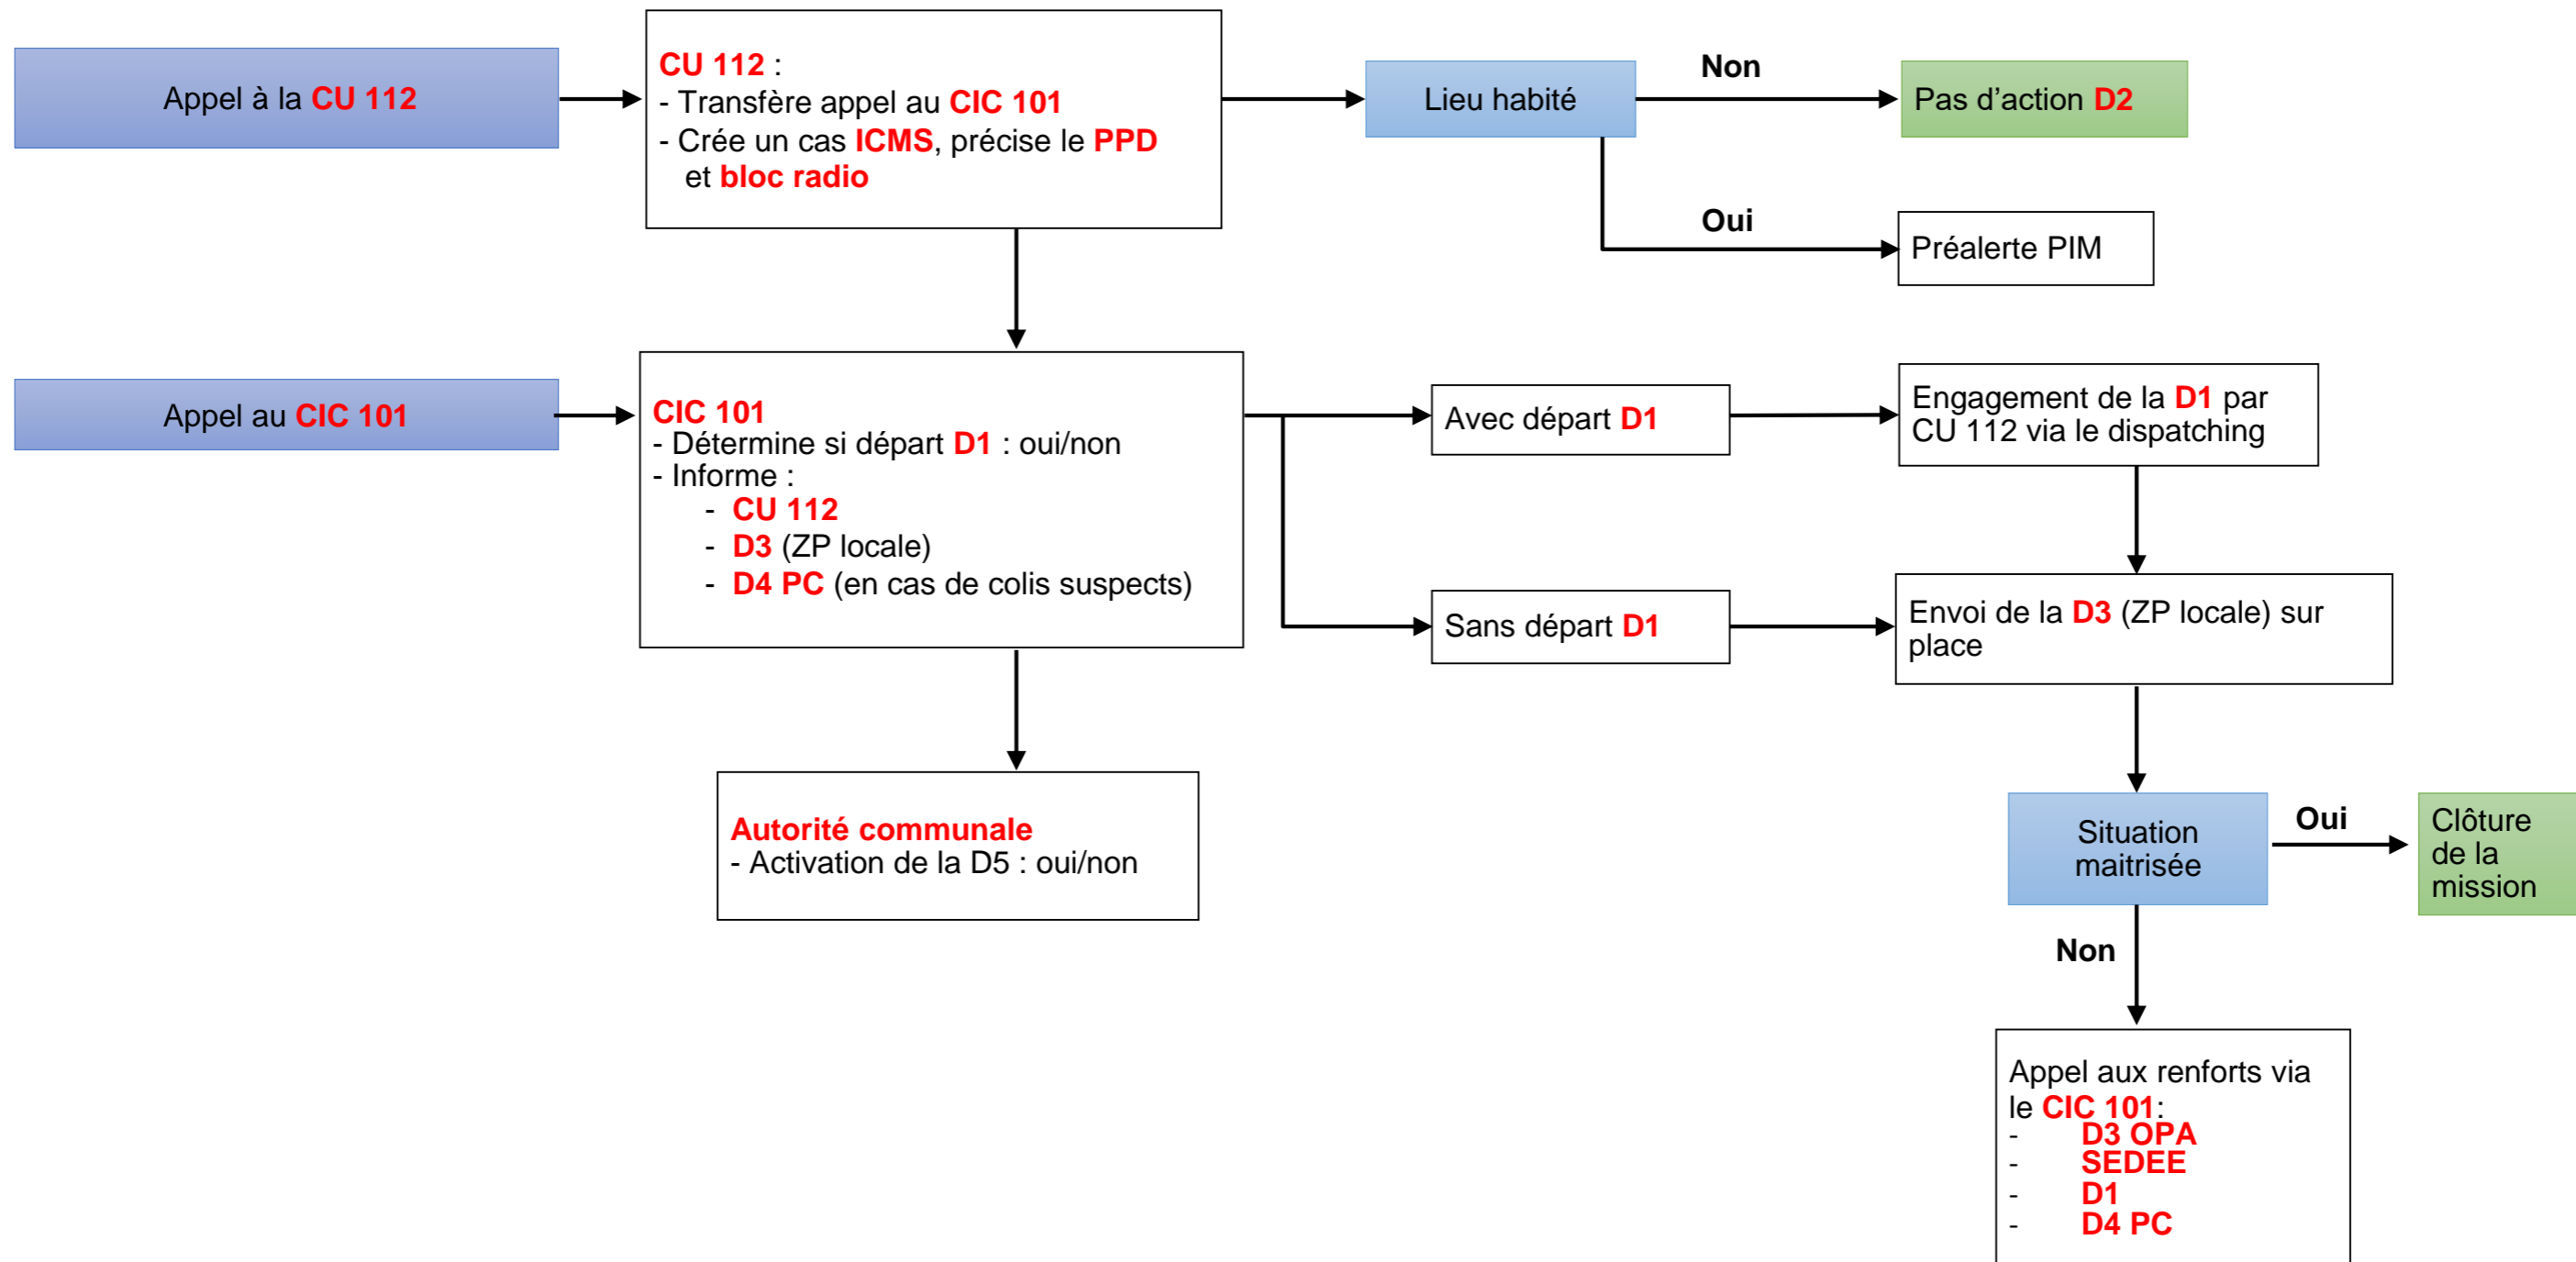 Appel à la CU 112
CU 112 :
- Transfère appel au CIC 101
- Crée un cas ICMS, précise le PPD
et bloc radio
Lieu habité
Non
Pas d’action D2
Oui
Préalerte PIM
Appel au CIC 101
CIC 101
- Détermine si départ D1 : oui/non
- Informe :
- CU 112
- D3 (ZP locale)
- D4 PC (en cas de colis suspects)
Avec départ D1
Engagement de la D1 par
CU 112 via le dispatching
Sans départ D1
Envoi de la D3 (ZP locale) sur
place
Autorité communale
- Activation de la D5 : oui/non
Situation
maitrisée
Oui
Clôture
de la
mission
Non
Appel aux renforts via
le CIC 101:
- D3 OPA
- SEDEE
- D1
- D4 PC